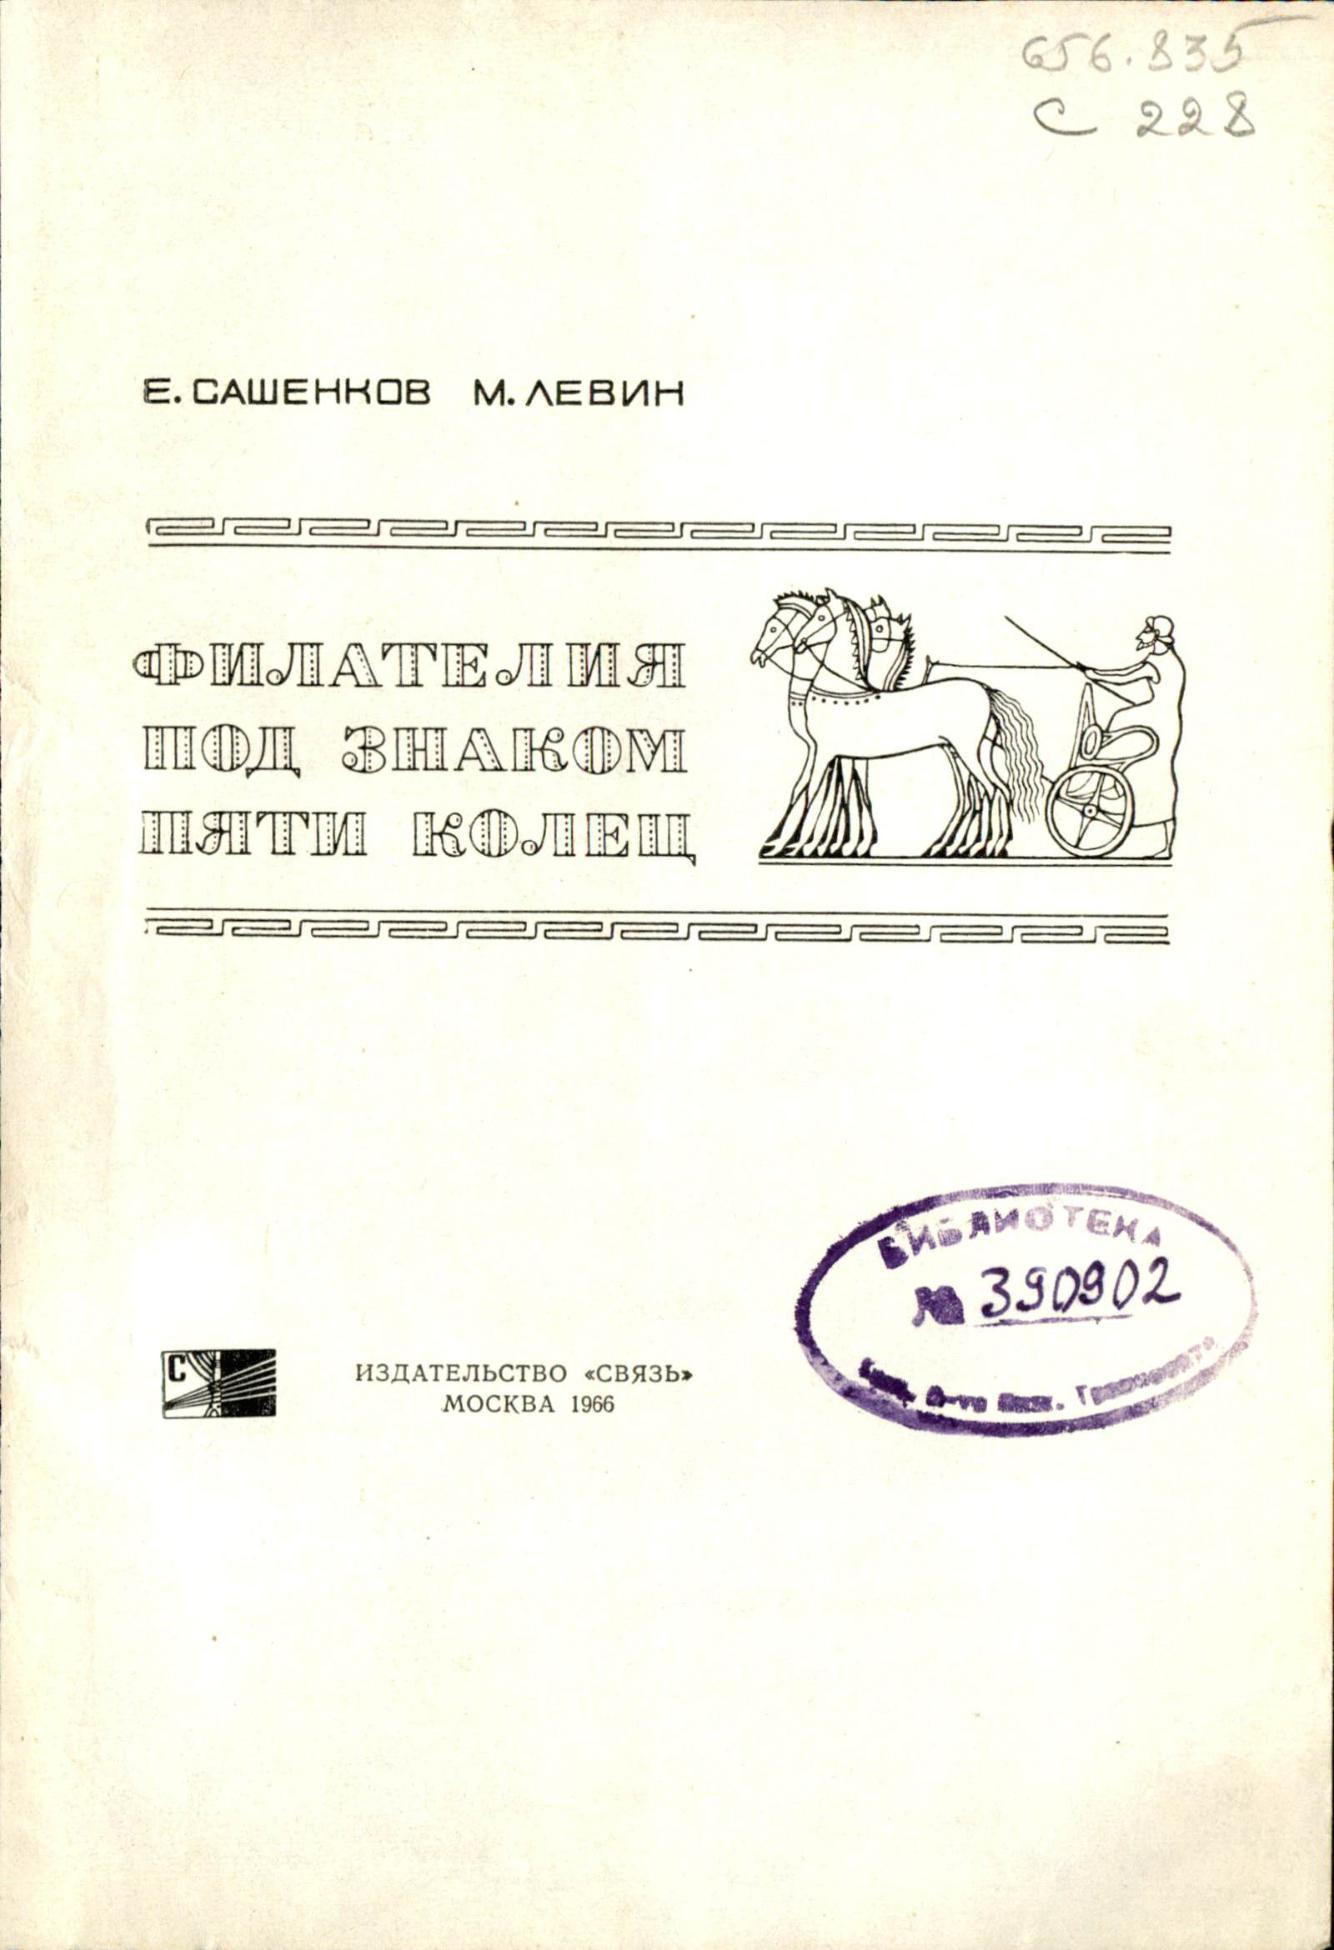 656.835
С 228
Е. САШЕНКОВ М. ЛЕВИН
ФИЛАТЕЛИЯ
ПОД ЗНАКОМ
ПЯТИ КОЛЕЦ
БИБЛИОТЕКА
№ 390902
С
ИЗДАТЕЛЬСТВО «СВЯЗЬ»
МОСКВА 1966